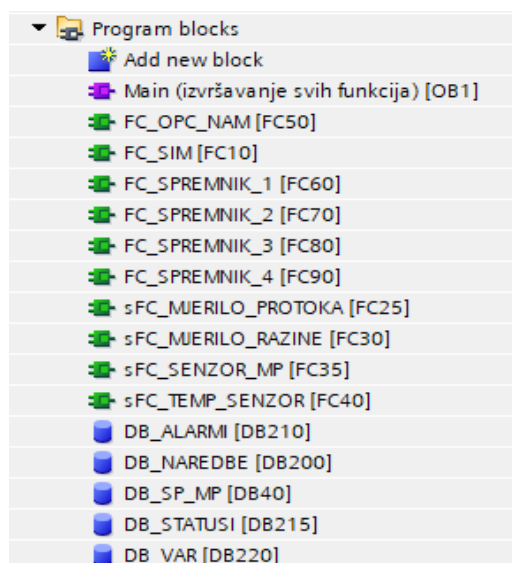 Program blocks
Add new block
Main (izvršavanje svih funkcija) [OB1]
FC_OPC_NAM [FC50]
FC_SIM [FC10]
FC_SPREMNIK_1 [FC60]
FC_SPREMNIK_2 [FC70]
FC_SPREMNIK_3 [FC80]
FC_SPREMNIK_4 [FC90]
sFC_MJERILO_PROTOKA [FC25]
sFC_MJERILO_RAZINE [FC30]
sFC_SENZOR_MP [FC35]
sFC_TEMP_SENZOR [FC40]
DB_ALARMI [DB210]
DB_NAREDBE [DB200]
DB_SP_MP [DB40]
DB_STATUSI [DB215]
DB_VAR [DB220]